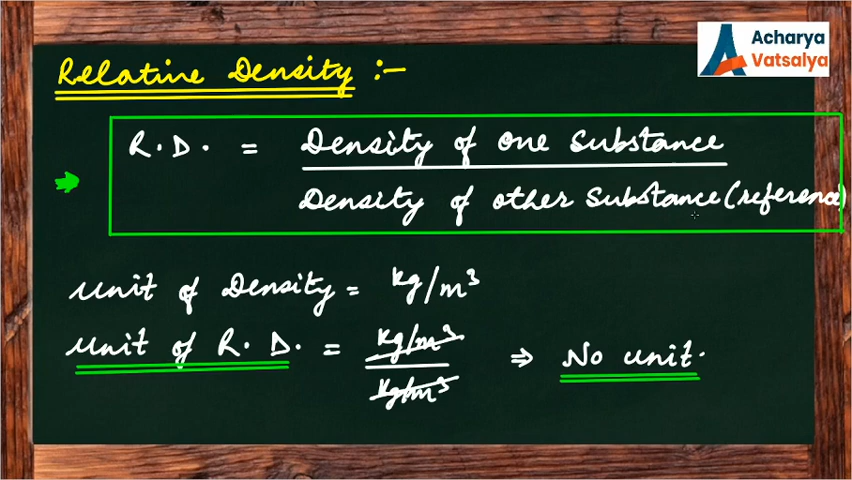 Acharya
Vatsalya
Relative Density :-
R.D. = Density of one Substance
Density of other Substance (reference)
Unit of Density = kg/m³
Unit of R.D. = kg/m³
kg/m³
⇒ No unit.